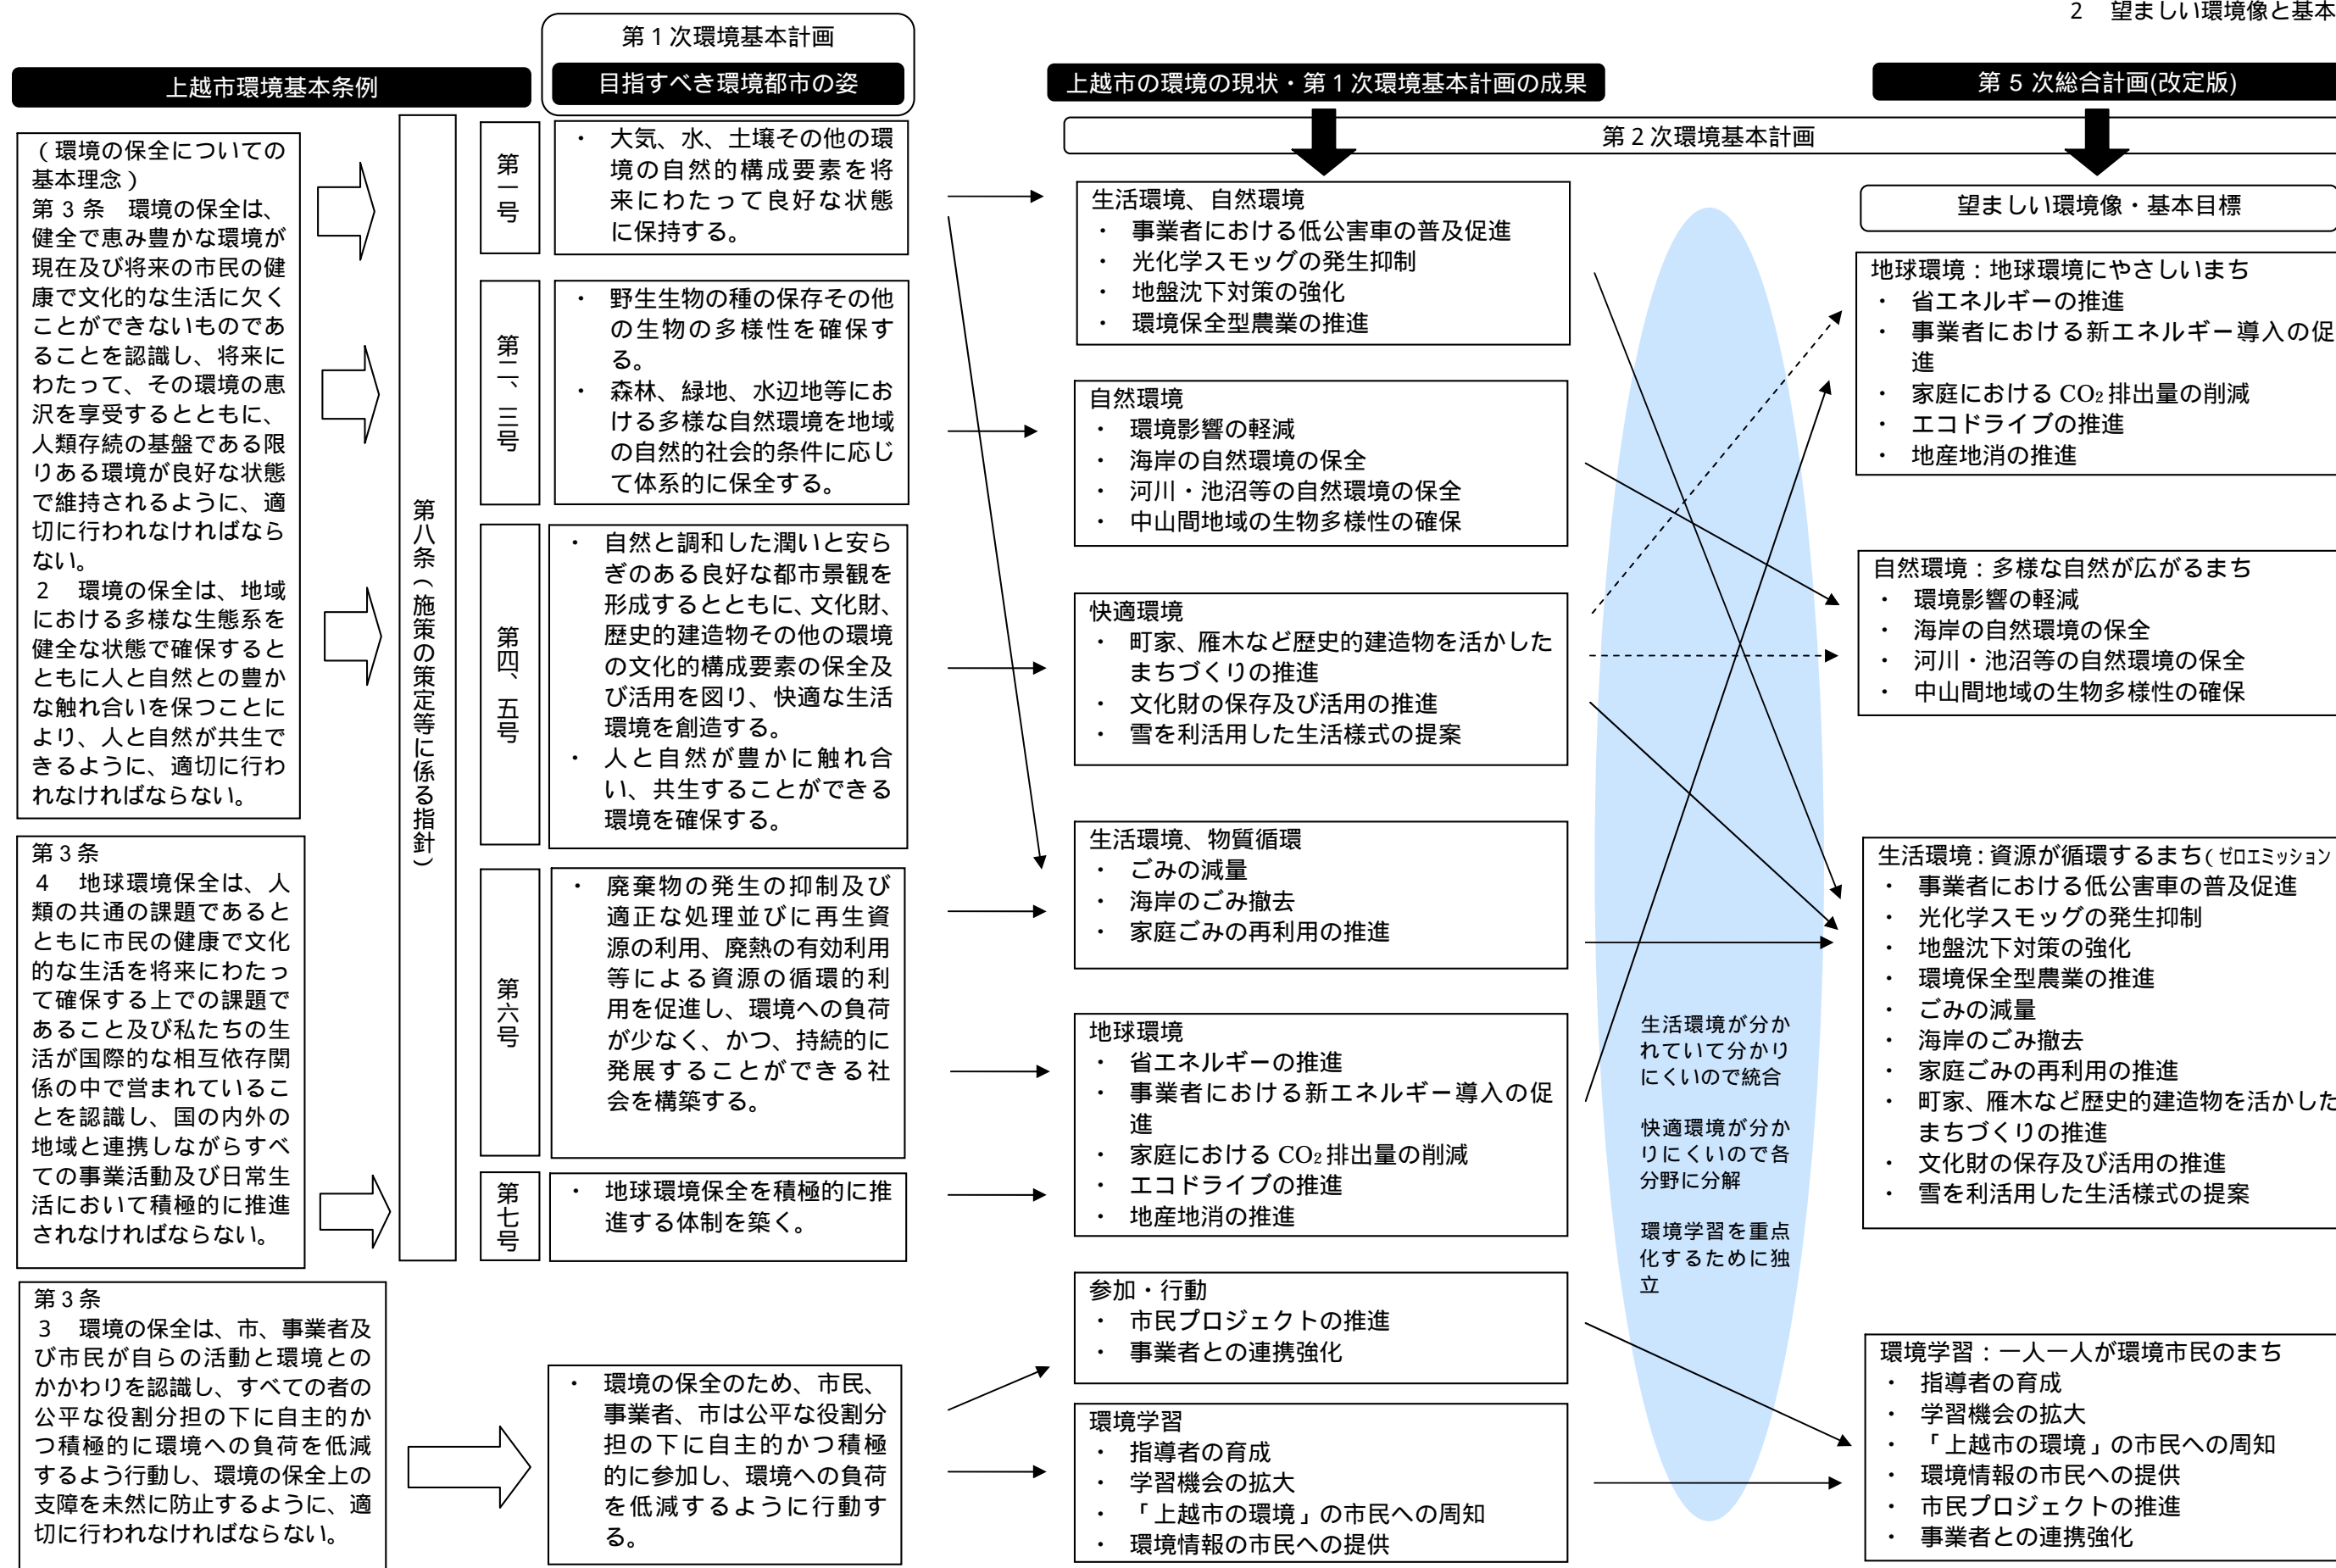 2　望ましい環境像と基本
第1次環境基本計画
上越市環境基本条例
目指すべき環境都市の姿
上越市の環境の現状・第1次環境基本計画の成果
第 5 次総合計画(改定版)
第2次環境基本計画
（環境の保全についての
基本理念）
第 3 条　環境の保全は、
健全で恵み豊かな環境が
現在及び将来の市民の健
康で文化的な生活に欠く
ことができないものであ
ることを認識し、将来に
わたって、その環境の恵
沢を享受するとともに、
人類存続の基盤である限
りある環境が良好な状態
で維持されるように、適
切に行われなければなら
ない。
2　環境の保全は、地域
における多様な生態系を
健全な状態で確保すると
ともに人と自然との豊か
な触れ合いを保つことに
より、人と自然が共生で
きるように、適切に行わ
れなければならない。
第3条
4　地球環境保全は、人
類の共通の課題であると
ともに市民の健康で文化
的な生活を将来にわたっ
て確保する上での課題で
あること及び私たちの生
活が国際的な相互依存関
係の中で営まれているこ
とを認識し、国の内外の
地域と連携しながらすべ
ての事業活動及び日常生
活において積極的に推進
されなければならない。
第3条
3　環境の保全は、市、事業者及
び市民が自らの活動と環境との
かかわりを認識し、すべての者の
公平な役割分担の下に自主的か
つ積極的に環境への負荷を低減
するよう行動し、環境の保全上の
支障を未然に防止するように、適
切に行われなければならない。
第八条（施策の策定等に係る指針）
第一号
・　大気、水、土壌その他の環
境の自然的構成要素を将
来にわたって良好な状態
に保持する。
第二、三号
・　野生生物の種の保存その他
の生物の多様性を確保す
る。
・　森林、緑地、水辺地等にお
ける多様な自然環境を地域
の自然的社会的条件に応じ
て体系的に保全する。
第四、五号
・　自然と調和した潤いと安ら
ぎのある良好な都市景観を
形成するとともに、文化財、
歴史的建造物その他の環境
の文化的構成要素の保全及
び活用を図り、快適な生活
環境を創造する。
・　人と自然が豊かに触れ合
い、共生することができる
環境を確保する。
第六号
・　廃棄物の発生の抑制及び
適正な処理並びに再生資
源の利用、廃熱の有効利用
等による資源の循環的利
用を促進し、環境への負荷
が少なく、かつ、持続的に
発展することができる社
会を構築する。
第七号
・　地球環境保全を積極的に推
進する体制を築く。
・　環境の保全のため、市民、
事業者、市は公平な役割分
担の下に自主的かつ積極
的に参加し、環境への負荷
を低減するように行動す
る。
生活環境、自然環境
・　事業者における低公害車の普及促進
・　光化学スモッグの発生抑制
・　地盤沈下対策の強化
・　環境保全型農業の推進
自然環境
・　環境影響の軽減
・　海岸の自然環境の保全
・　河川・池沼等の自然環境の保全
・　中山間地域の生物多様性の確保
快適環境
・　町家、雁木など歴史的建造物を活かした
まちづくりの推進
・　文化財の保存及び活用の推進
・　雪を利活用した生活様式の提案
生活環境、物質循環
・　ごみの減量
・　海岸のごみ撤去
・　家庭ごみの再利用の推進
地球環境
・　省エネルギーの推進
・　事業者における新エネルギー導入の促
進
・　家庭における CO₂ 排出量の削減
・　エコドライブの推進
・　地産地消の推進
参加・行動
・　市民プロジェクトの推進
・　事業者との連携強化
環境学習
・　指導者の育成
・　学習機会の拡大
・　「上越市の環境」の市民への周知
・　環境情報の市民への提供
生活環境が分か
れていて分かり
にくいので統合
快適環境が分か
りにくいので各
分野に分解
環境学習を重点
化するために独
立
望ましい環境像・基本目標
地球環境：地球環境にやさしいまち
・　省エネルギーの推進
・　事業者における新エネルギー導入の促
進
・　家庭における CO₂ 排出量の削減
・　エコドライブの推進
・　地産地消の推進
自然環境：多様な自然が広がるまち
・　環境影響の軽減
・　海岸の自然環境の保全
・　河川・池沼等の自然環境の保全
・　中山間地域の生物多様性の確保
生活環境：資源が循環するまち（ゼロエミッション
・　事業者における低公害車の普及促進
・　光化学スモッグの発生抑制
・　地盤沈下対策の強化
・　環境保全型農業の推進
・　ごみの減量
・　海岸のごみ撤去
・　家庭ごみの再利用の推進
・　町家、雁木など歴史的建造物を活かした
まちづくりの推進
・　文化財の保存及び活用の推進
・　雪を利活用した生活様式の提案
環境学習：一人一人が環境市民のまち
・　指導者の育成
・　学習機会の拡大
・　「上越市の環境」の市民への周知
・　環境情報の市民への提供
・　市民プロジェクトの推進
・　事業者との連携強化